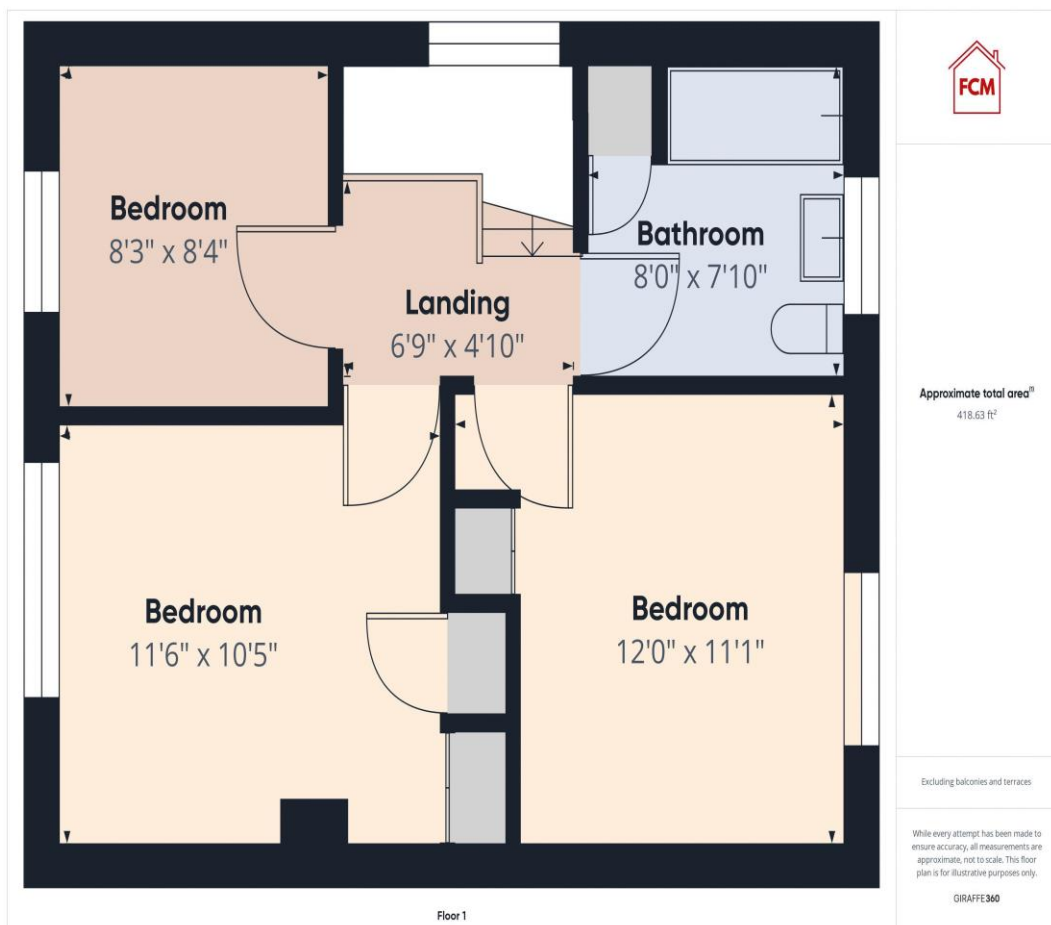 Bedroom
8'3" x 8'4"
Bathroom
8'0" x 7'10"
Landing
6'9" x 4'10"
Bedroom
11'6" x 10'5"
Bedroom
12'0" x 11'1"
Floor 1
FCM
Approximate total area⁽¹⁾
418.63 ft²
Excluding balconies and terraces
While every attempt has been made to
ensure accuracy, all measurements are
approximate, not to scale. This floor
plan is for illustrative purposes only.
GIRAFFE360